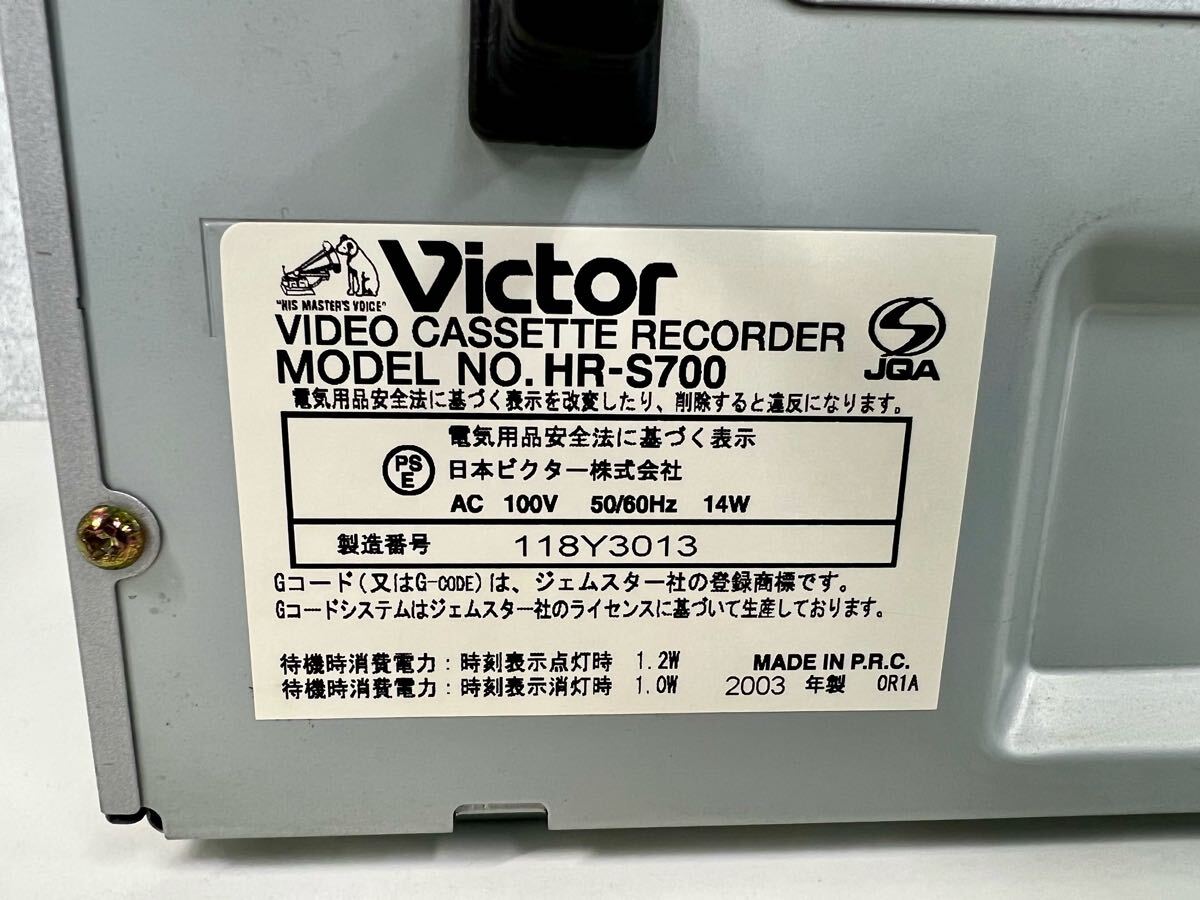 Victor
"HIS MASTER'S VOICE"
VIDEO CASSETTE RECORDER
MODEL NO. HR-S700
JQA
電気用品安全法に基づく表示を改変したり、削除すると違反になります。
電気用品安全法に基づく表示
PS
E
日本ビクター株式会社
AC 100V 50/60Hz 14W
製造番号 118Y3013
Gコード(又はG-CODE)は、ジェムスター社の登録商標です。
Gコードシステムはジェムスター社のライセンスに基づいて生産しております。
待機時消費電力:時刻表示点灯時 1.2W MADE IN P.R.C.
待機時消費電力:時刻表示消灯時 1.0W 2003 年製 0R1A